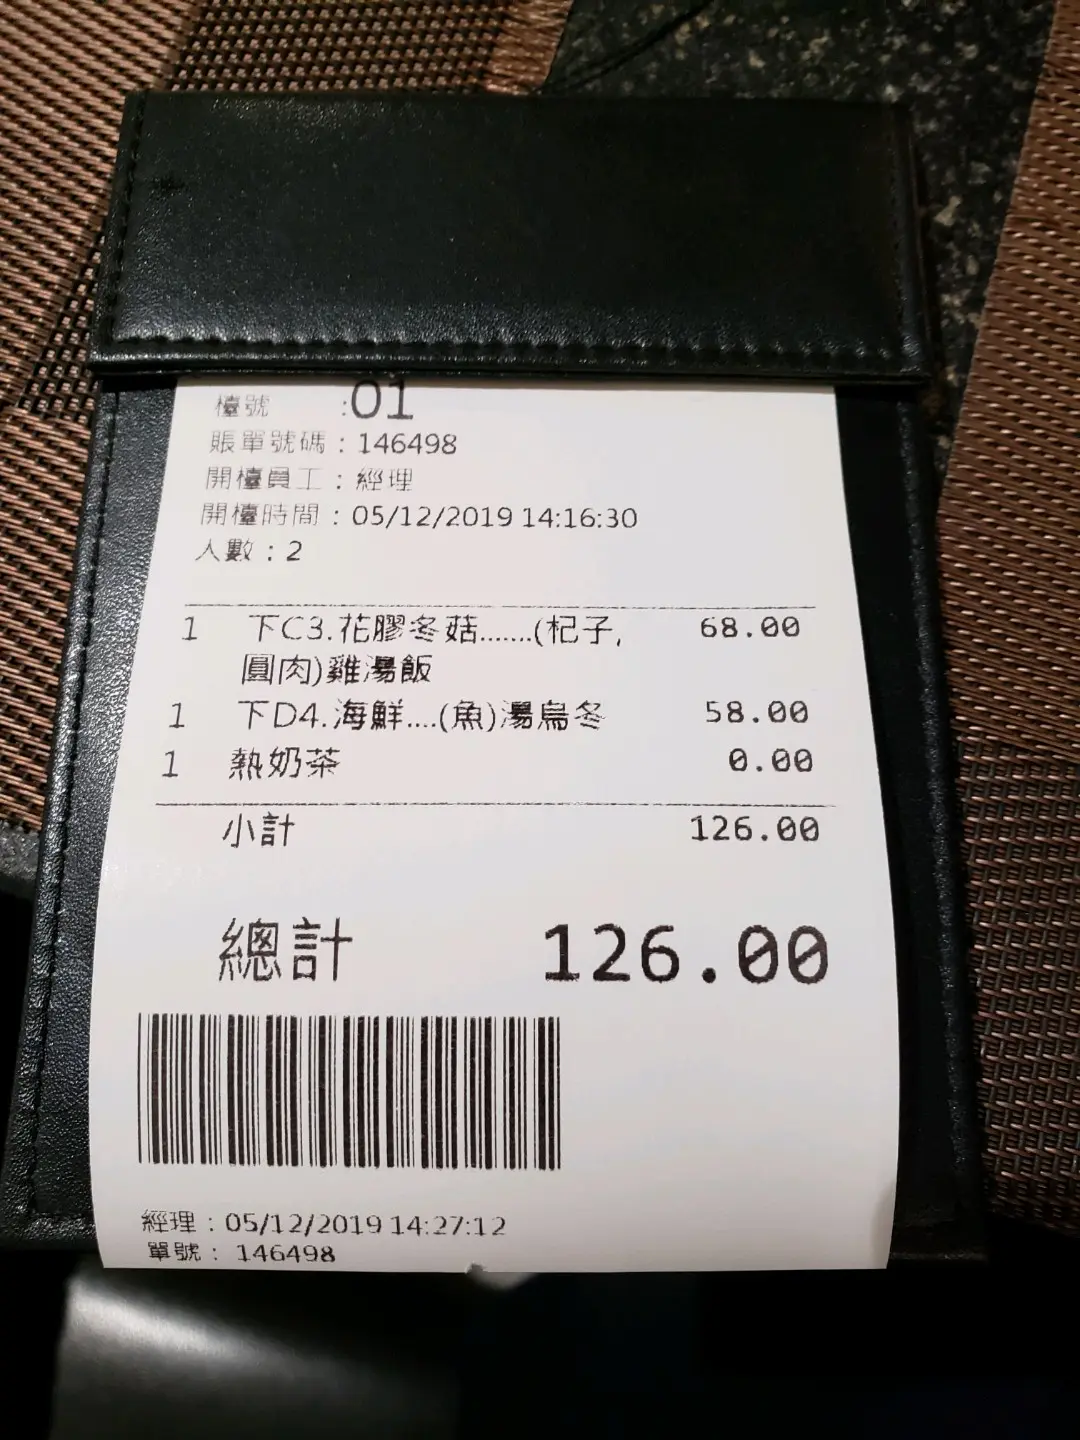 檯號 :01
賬單號碼：146498
開檯員工：經理
開檯時間：05/12/2019 14:16:30
人數：2
1 下C3.花膠冬菇.......(杞子, 68.00
圓肉)雞湯飯
1 下D4.海鮮....(魚)湯烏冬 58.00
1 熱奶茶 0.00
小計 126.00
總計 126.00
經理：05/12/2019 14:27:12
單號：146498